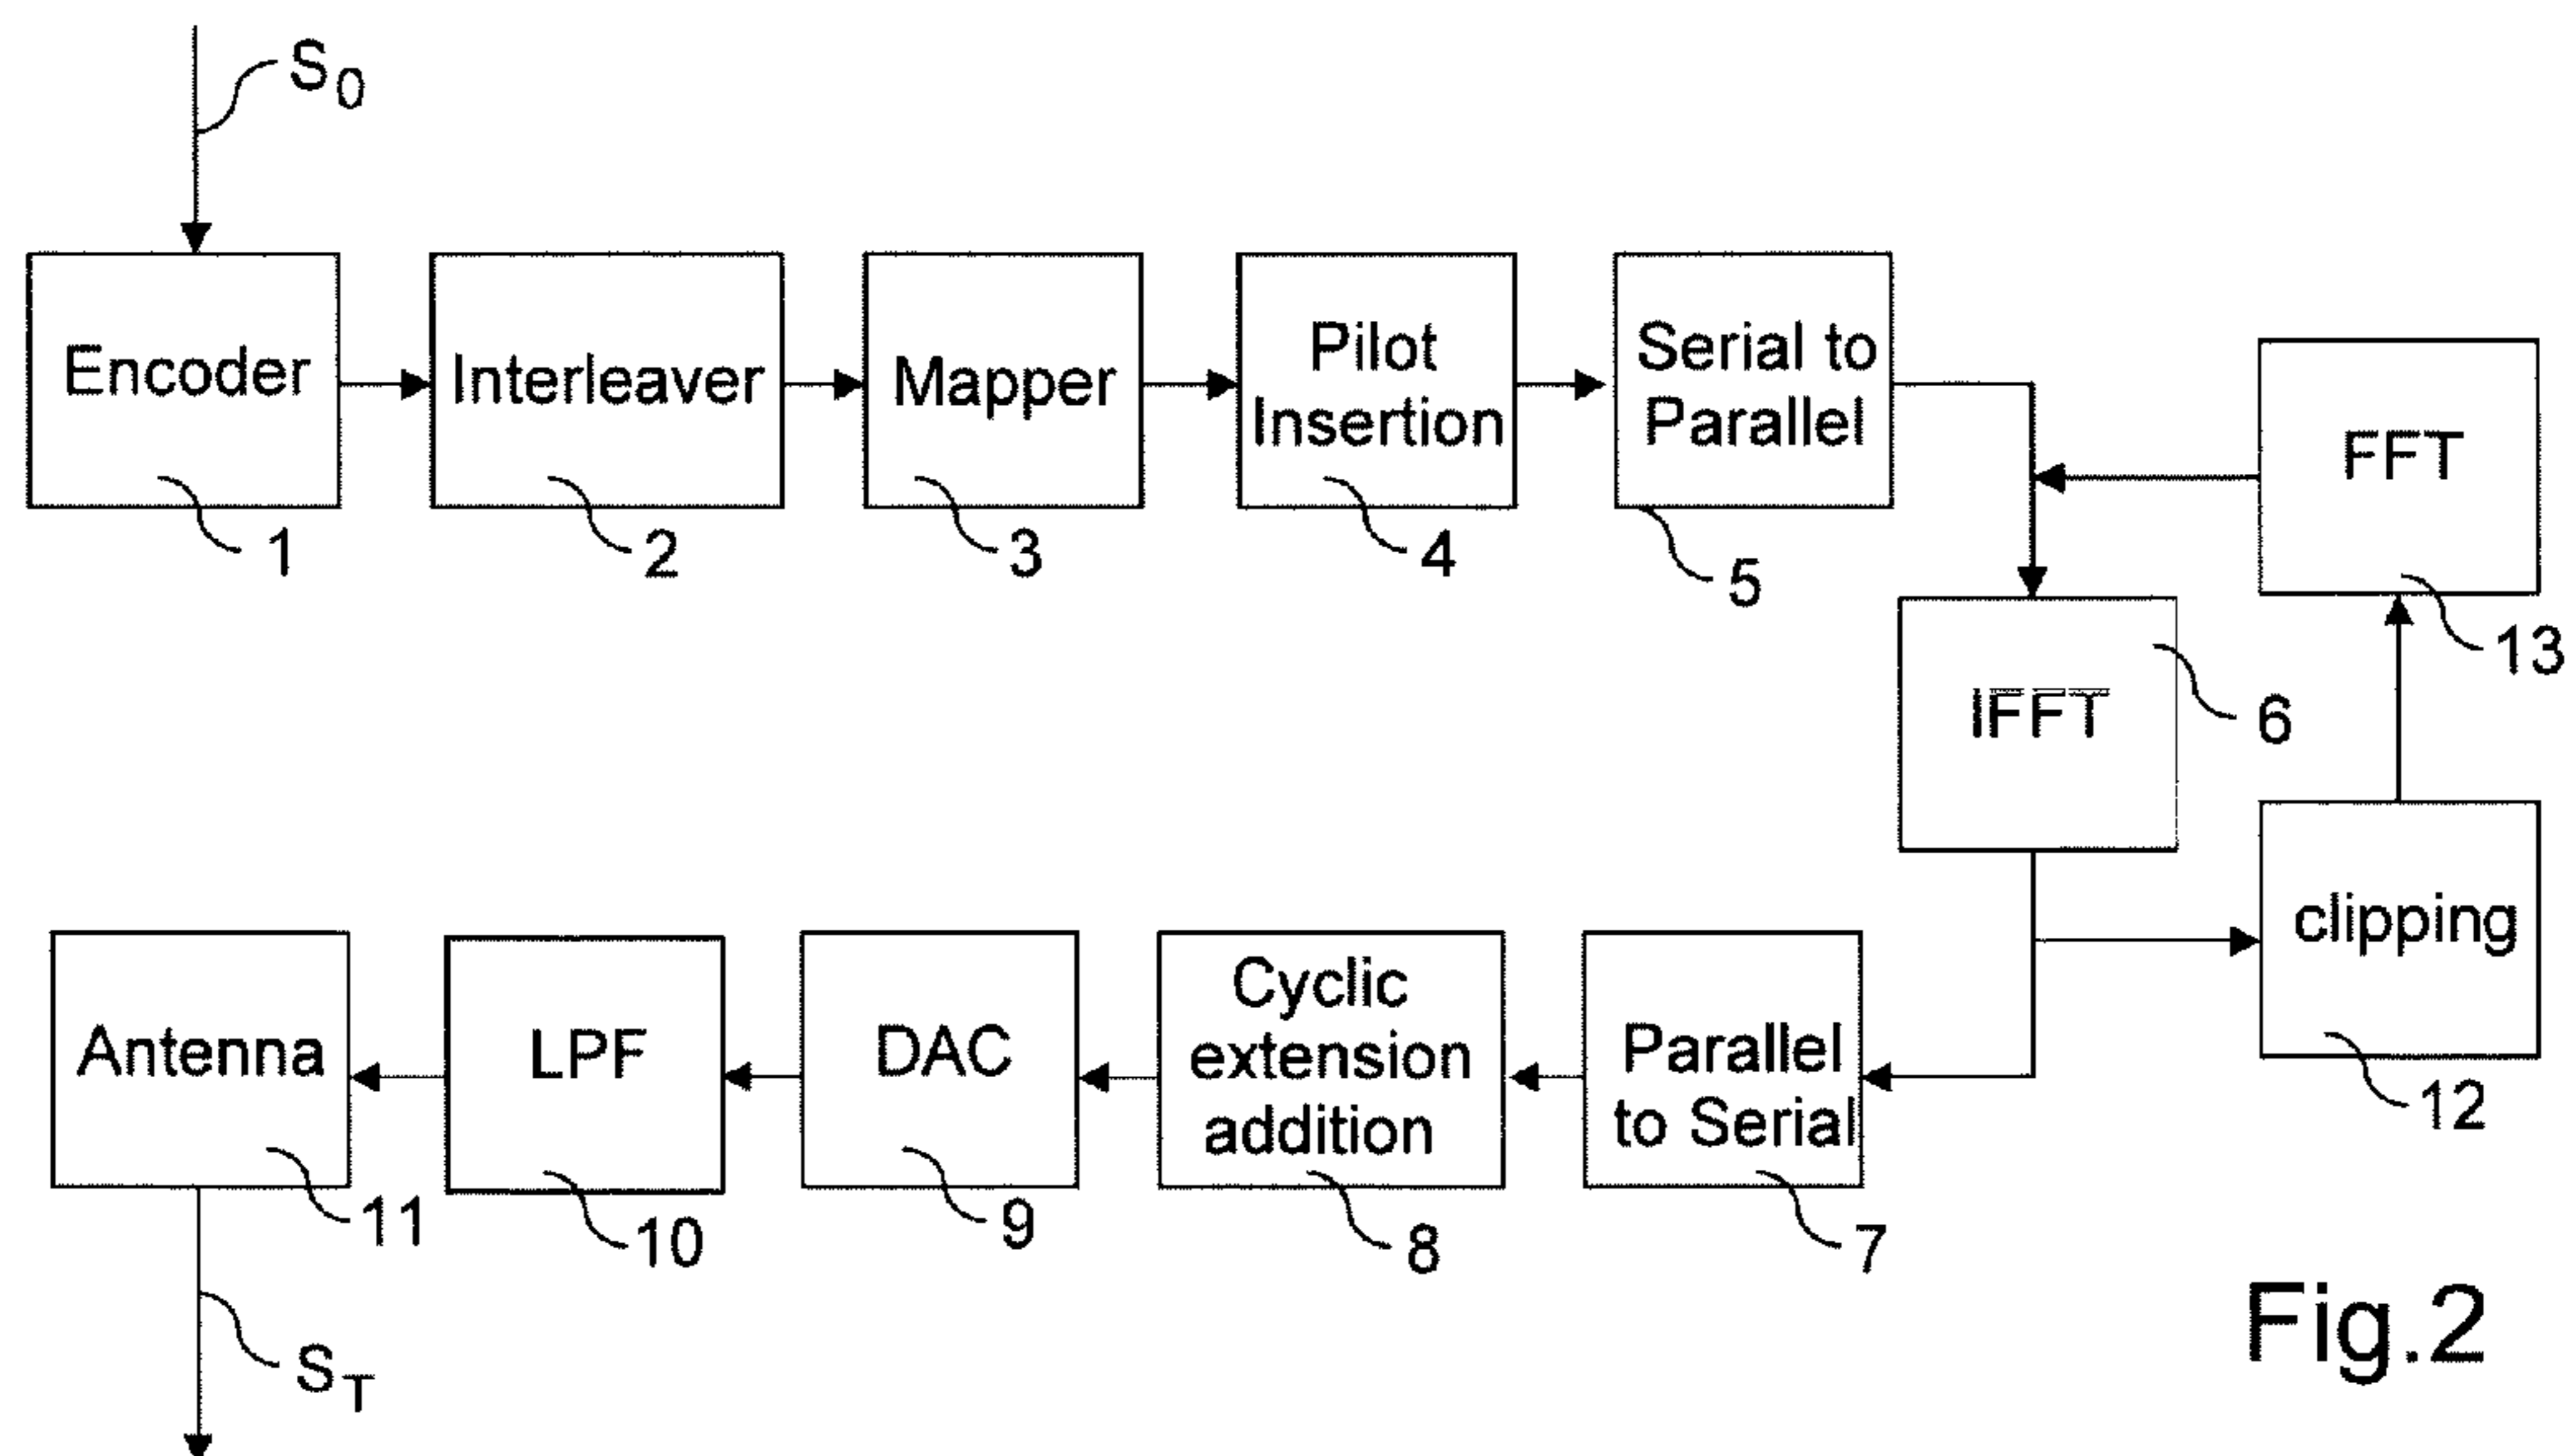 S0
Encoder
1
Interleaver
2
Mapper
3
Pilot
Insertion
4
Serial to
Parallel
5
FFT
13
IFFT
6
clipping
12
Antenna
11
LPF
10
DAC
9
Cyclic
extension
addition
8
Parallel
to Serial
7
ST
Fig.2